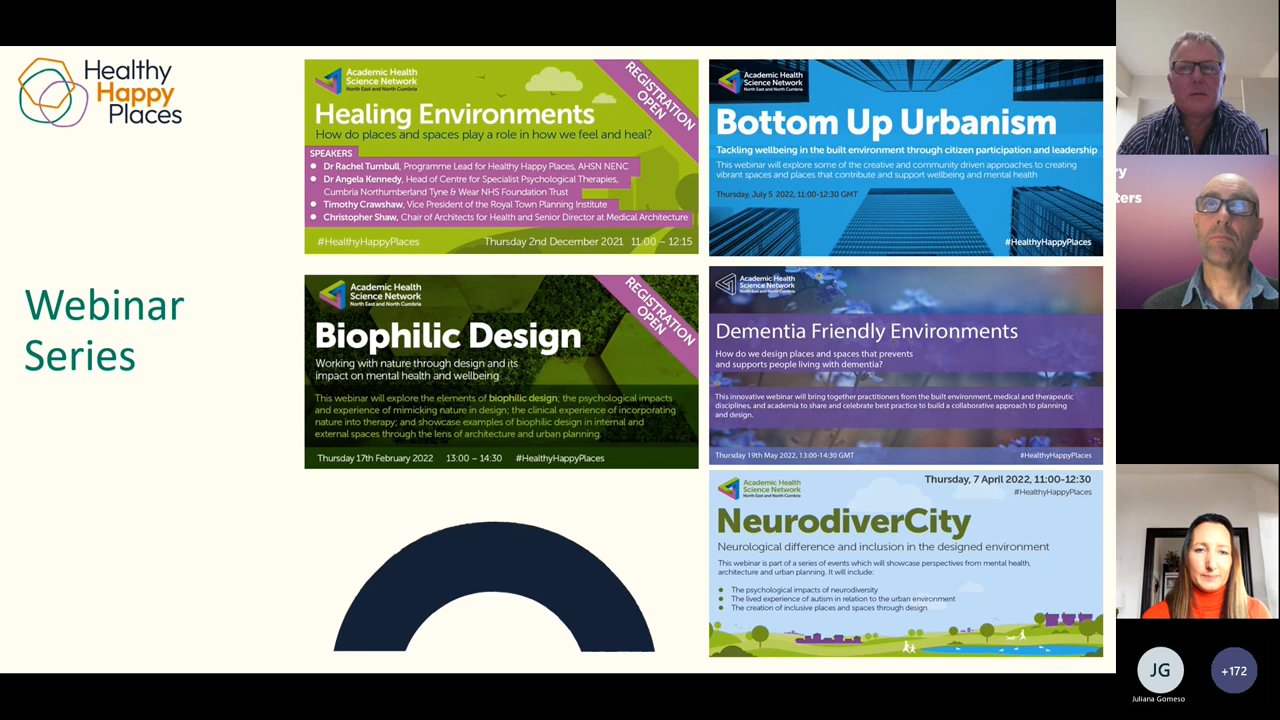 Healthy
Happy
Places
Webinar
Series
Academic Health
Science Network
North East and North Cumbria
REGISTRATION
OPEN
Healing Environments
How do places and spaces play a role in how we feel and heal?
SPEAKERS
Dr Rachel Turnbull, Programme Lead for Healthy Happy Places, AHSN NENC
Dr Angela Kennedy, Head of Centre for Specialist Psychological Therapies,
Cumbria Northumberland Tyne & Wear NHS Foundation Trust
Timothy Crawshaw, Vice President of the Royal Town Planning Institute
Christopher Shaw, Chair of Architects for Health and Senior Director at Medical Architecture
#HealthyHappyPlaces Thursday 2nd December 2021 11:00 – 12:15
Academic Health
Science Network
North East and North Cumbria
Bottom Up Urbanism
Tackling wellbeing in the built environment through citizen participation and leadership
This webinar will explore some of the creative and community driven approaches to creating
vibrant spaces and places that contribute and support wellbeing and mental health
Thursday, July 5 2022, 11:00-12:30 GMT
#HealthyHappyPlaces
Academic Health
Science Network
North East and North Cumbria
REGISTRATION
OPEN
Biophilic Design
Working with nature through design and its
impact on mental health and wellbeing
This webinar will explore the elements of biophilic design; the psychological impacts
and experience of mimicking nature in design; the clinical experience of incorporating
nature into therapy; and showcase examples of biophilic design in internal and
external spaces through the lens of architecture and urban planning.
Thursday 17th February 2022 13:00 – 14:30 #HealthyHappyPlaces
Academic Health
Science Network
North East and North Cumbria
Dementia Friendly Environments
How do we design places and spaces that prevents
and supports people living with dementia?
This innovative webinar will bring together practitioners from the built environment, medical and therapeutic
disciplines, and academia to share and celebrate best practice to build a collaborative approach to planning
and design.
Thursday 19th May 2022, 13:00-14:30 GMT #HealthyHappyPlaces
Academic Health
Science Network
North East and North Cumbria
Thursday, 7 April 2022, 11:00-12:30
#HealthyHappyPlaces
NeurodiverCity
Neurological difference and inclusion in the designed environment
This webinar is part of a series of events which will showcase perspectives from mental health,
architecture and urban planning. It will include:
The psychological impacts of neurodiversity
The lived experience of autism in relation to the urban environment
The creation of inclusive places and spaces through design
ry
ters
JG
+172
Juliana Gomeso